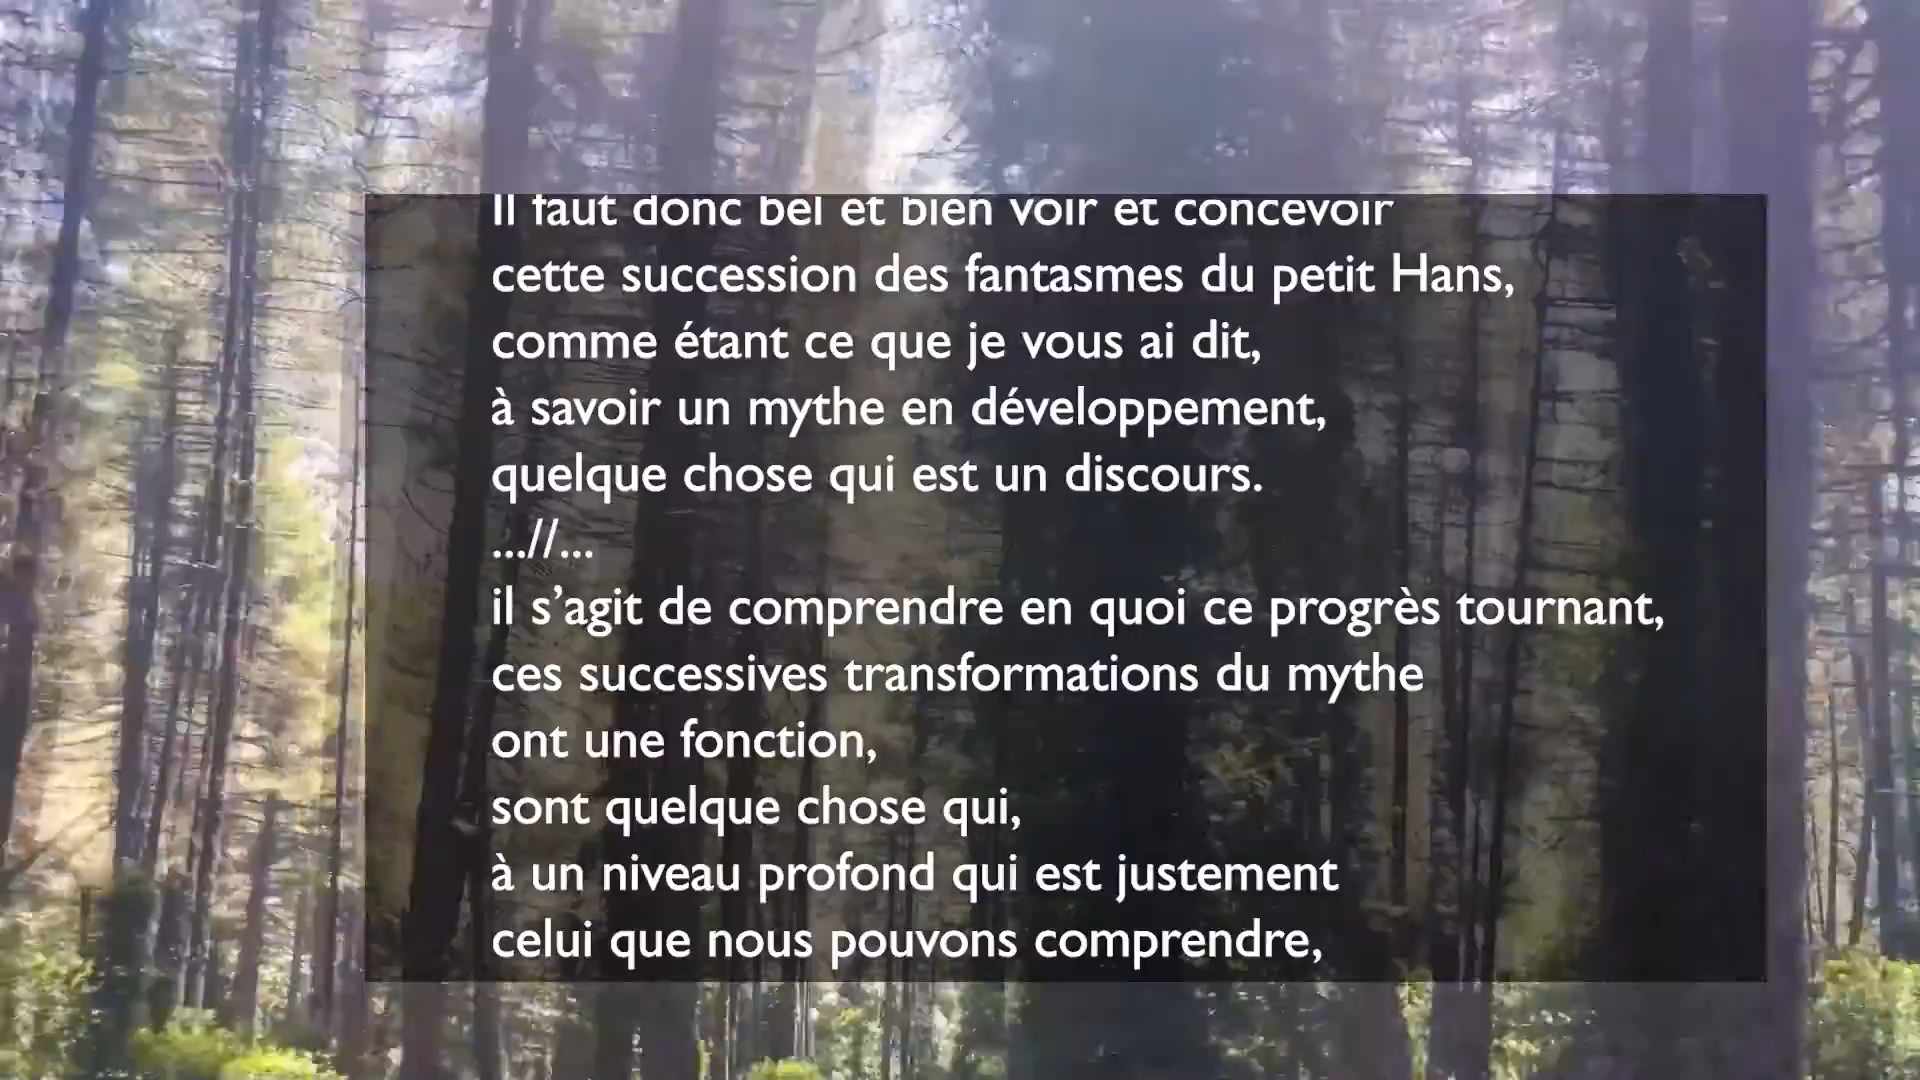 Il faut donc bel et bien voir et concevoir
cette succession des fantasmes du petit Hans,
comme étant ce que je vous ai dit,
à savoir un mythe en développement,
quelque chose qui est un discours.
...//...
il s’agit de comprendre en quoi ce progrès tournant,
ces successives transformations du mythe
ont une fonction,
sont quelque chose qui,
à un niveau profond qui est justement
celui que nous pouvons comprendre,